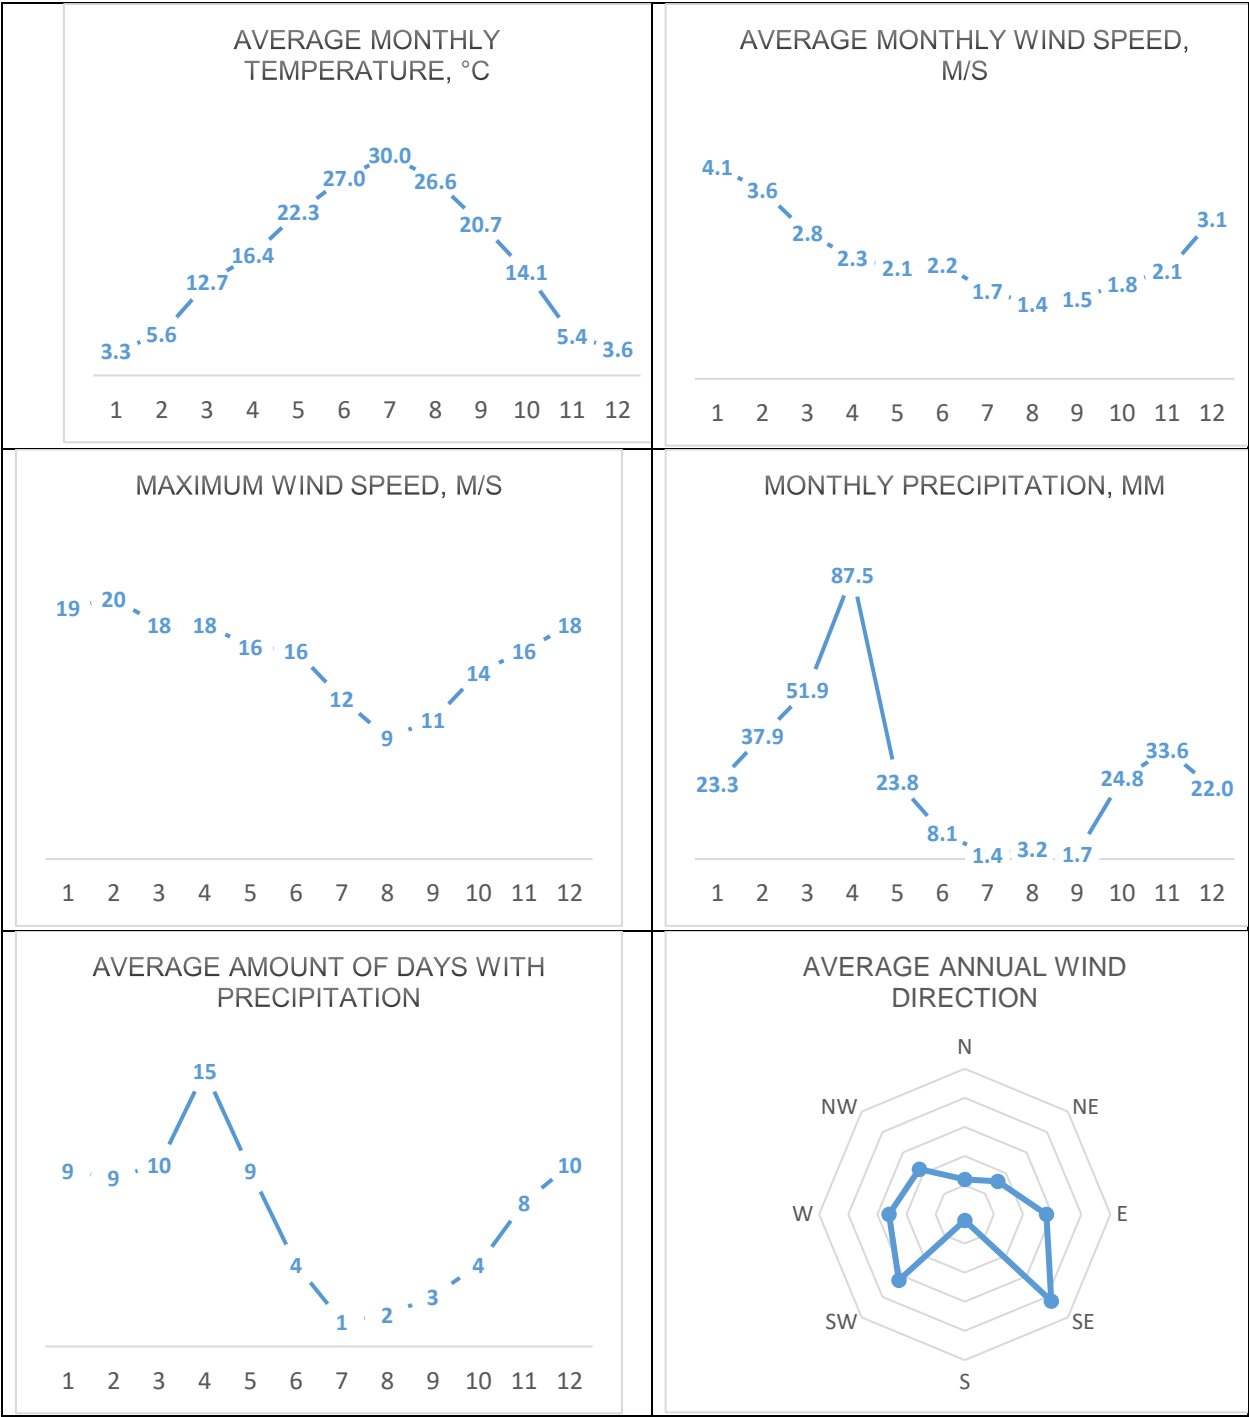 AVERAGE MONTHLY
TEMPERATURE, °C
3.3 5.6 12.7 16.4 22.3 27.0 30.0 26.6 20.7 14.1 5.4 3.6
1 2 3 4 5 6 7 8 9 10 11 12
AVERAGE MONTHLY WIND SPEED,
M/S
4.1 3.6 2.8 2.3 2.1 2.2 1.7 1.4 1.5 1.8 2.1 3.1
1 2 3 4 5 6 7 8 9 10 11 12
MAXIMUM WIND SPEED, M/S
19 20 18 18 16 16 12 9 11 14 16 18
1 2 3 4 5 6 7 8 9 10 11 12
MONTHLY PRECIPITATION, MM
23.3 37.9 51.9 87.5 23.8 8.1 1.4 3.2 1.7 24.8 33.6 22.0
1 2 3 4 5 6 7 8 9 10 11 12
AVERAGE AMOUNT OF DAYS WITH
PRECIPITATION
9 9 10 15 9 4 1 2 3 4 8 10
1 2 3 4 5 6 7 8 9 10 11 12
AVERAGE ANNUAL WIND
DIRECTION
N
NW NE
W E
SW SE
S